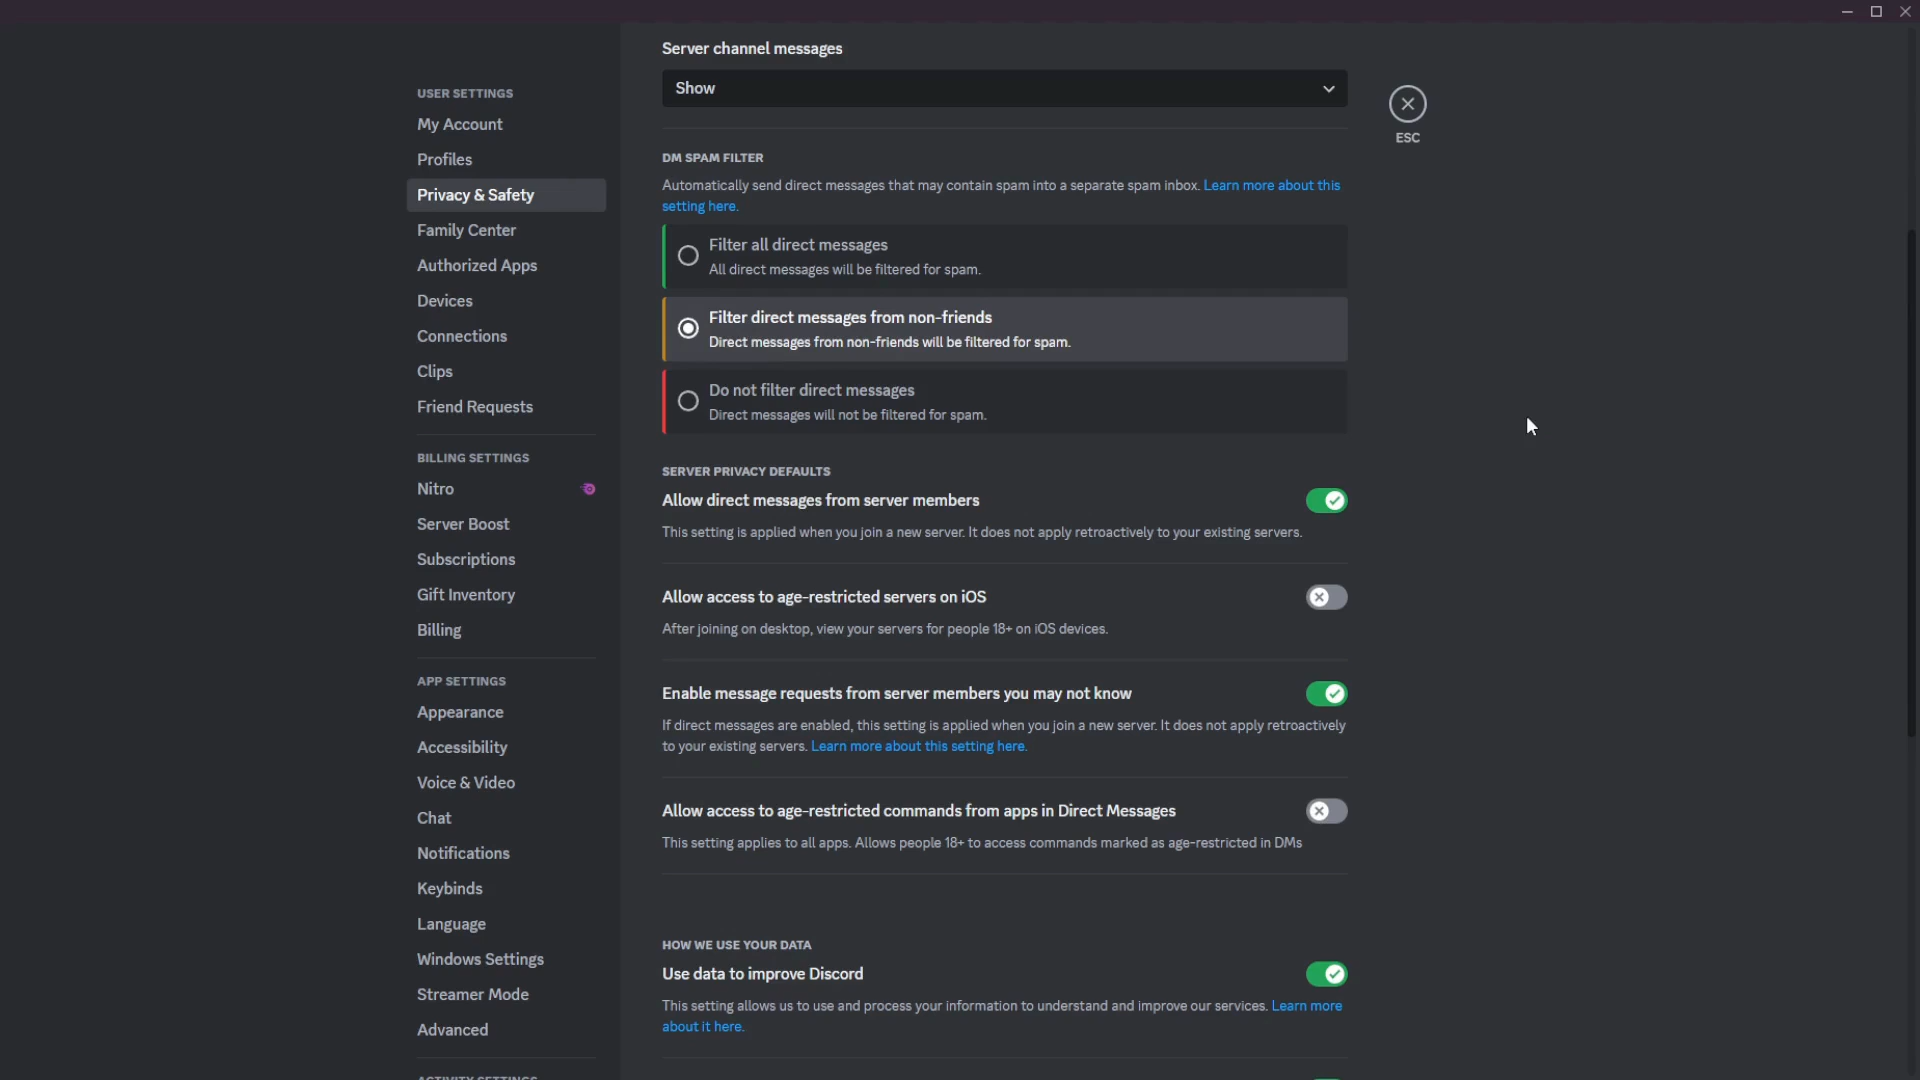 USER SETTINGS
My Account
Profiles
Privacy & Safety
Family Center
Authorized Apps
Devices
Connections
Clips
Friend Requests
BILLING SETTINGS
Nitro
Server Boost
Subscriptions
Gift Inventory
Billing
APP SETTINGS
Appearance
Accessibility
Voice & Video
Chat
Notifications
Keybinds
Language
Windows Settings
Streamer Mode
Advanced
ACTIVITY SETTINGS
Server channel messages
Show
ESC
DM SPAM FILTER
Automatically send direct messages that may contain spam into a separate spam inbox. Learn more about this
setting here.
Filter all direct messages
All direct messages will be filtered for spam.
Filter direct messages from non-friends
Direct messages from non-friends will be filtered for spam.
Do not filter direct messages
Direct messages will not be filtered for spam.
SERVER PRIVACY DEFAULTS
Allow direct messages from server members
This setting is applied when you join a new server. It does not apply retroactively to your existing servers.
Allow access to age-restricted servers on iOS
After joining on desktop, view your servers for people 18+ on iOS devices.
Enable message requests from server members you may not know
If direct messages are enabled, this setting is applied when you join a new server. It does not apply retroactively
to your existing servers. Learn more about this setting here.
Allow access to age-restricted commands from apps in Direct Messages
This setting applies to all apps. Allows people 18+ to access commands marked as age-restricted in DMs
HOW WE USE YOUR DATA
Use data to improve Discord
This setting allows us to use and process your information to understand and improve our services. Learn more
about it here.